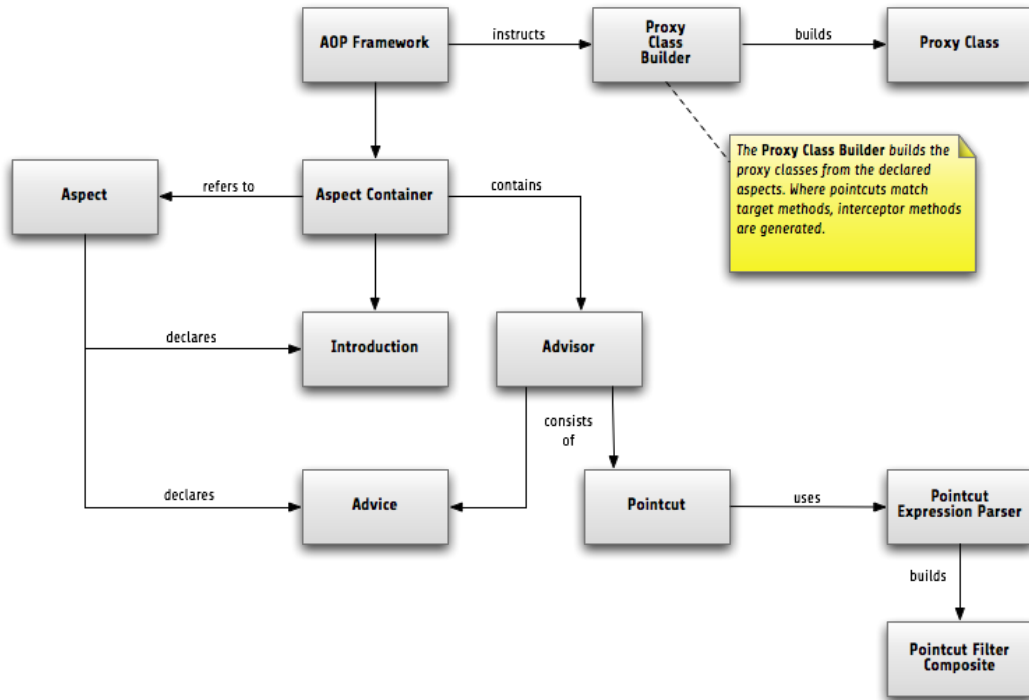 AOP Framework
instructs
Proxy
Class
Builder
builds
Proxy Class
The Proxy Class Builder builds the
proxy classes from the declared
aspects. Where pointcuts match
target methods, interceptor methods
are generated.
Aspect
refers to
Aspect Container
contains
declares
Introduction
Advisor
consists
of
declares
Advice
Pointcut
uses
Pointcut
Expression Parser
builds
Pointcut Filter
Composite